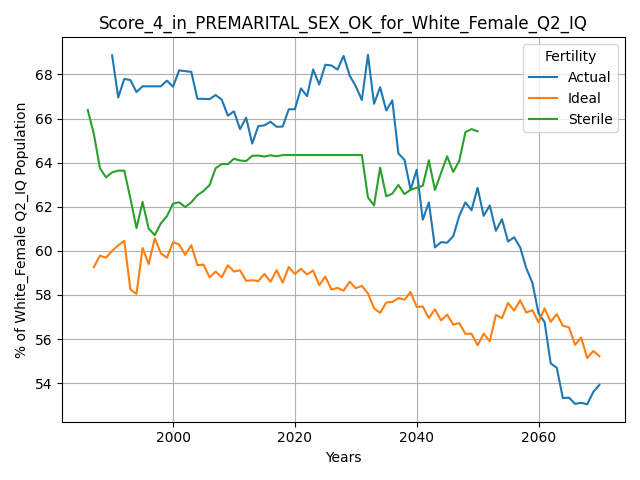 Score_4_in_PREMARITAL_SEX_OK_for_White_Female_Q2_IQ
% of White_Female Q2_IQ Population
68
66
64
62
60
58
56
54
Fertility
Actual
Ideal
Sterile
2000
2020
2040
2060
Years